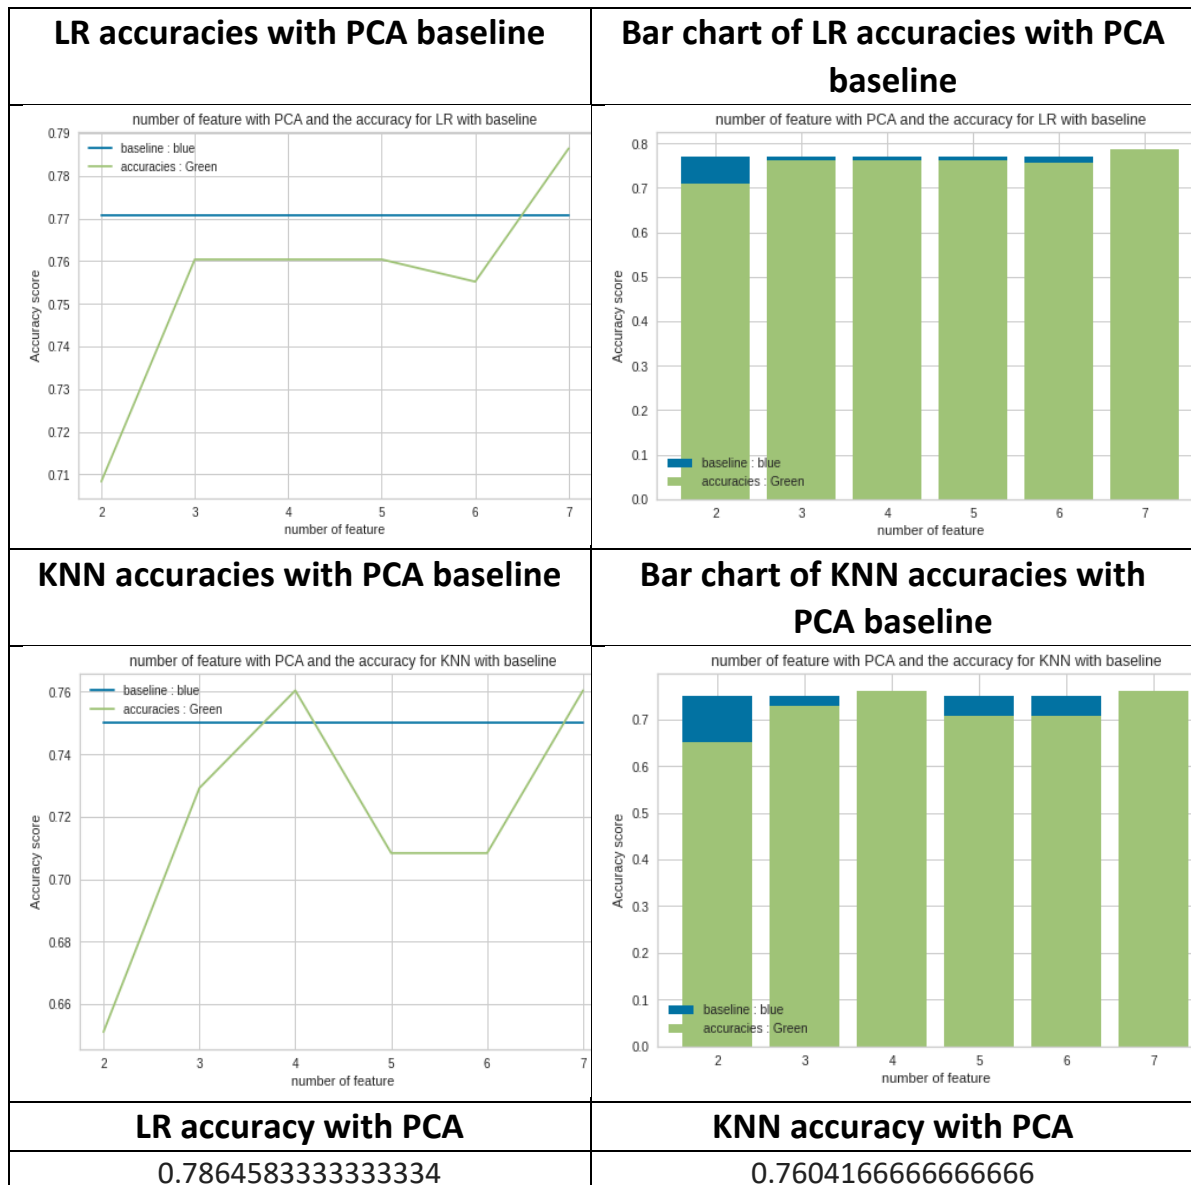 LR accuracies with PCA baseline
Bar chart of LR accuracies with PCA
baseline
number of feature with PCA and the accuracy for LR with baseline
0.79
0.78
0.77
0.76
0.75
0.74
0.73
0.72
0.71
Accuracy score
baseline : blue
accuracies : Green
2 3 4 5 6 7
number of feature
number of feature with PCA and the accuracy for LR with baseline
0.8
0.7
0.6
0.5
0.4
0.3
0.2
0.1
0.0
Accuracy score
baseline : blue
accuracies : Green
2 3 4 5 6 7
number of feature
KNN accuracies with PCA baseline
Bar chart of KNN accuracies with
PCA baseline
number of feature with PCA and the accuracy for KNN with baseline
0.76
0.74
0.72
0.70
0.68
0.66
Accuracy score
baseline : blue
accuracies : Green
2 3 4 5 6 7
number of feature
number of feature with PCA and the accuracy for KNN with baseline
0.7
0.6
0.5
0.4
0.3
0.2
0.1
0.0
Accuracy score
baseline : blue
accuracies : Green
2 3 4 5 6 7
number of feature
LR accuracy with PCA
KNN accuracy with PCA
0.7864583333333334
0.7604166666666666